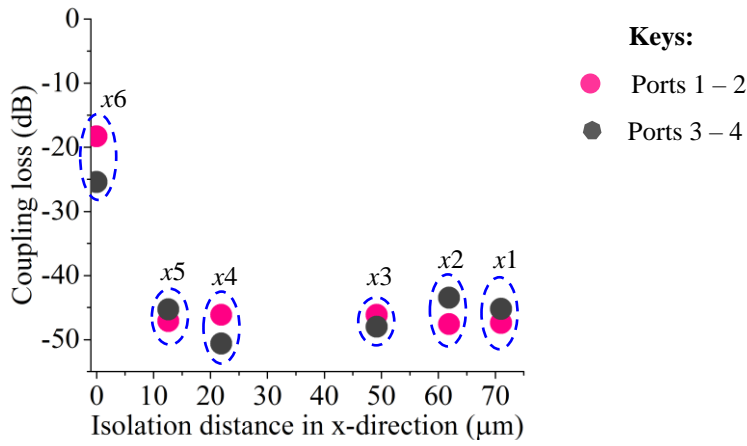 0
-10
-20
-30
-40
-50
Coupling loss (dB)
x6
x5
x4
x3
x2
x1
0 10 20 30 40 50 60 70
Isolation distance in x-direction (μm)
Keys:
Ports 1 – 2
Ports 3 – 4